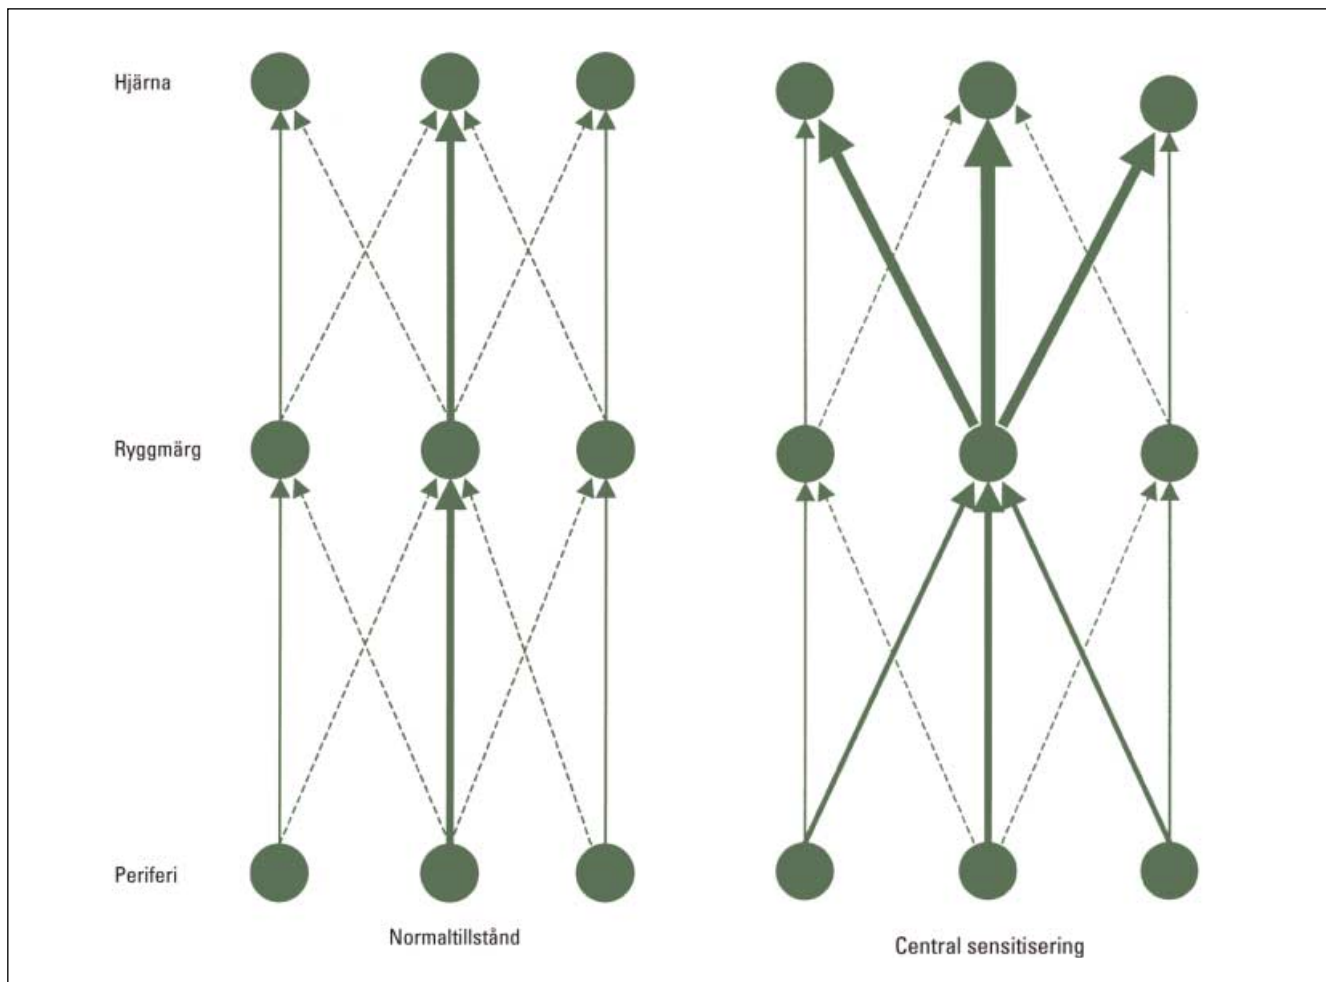 Hjärna
Ryggmärg
Periferi
Normaltillstånd
Central sensitisering